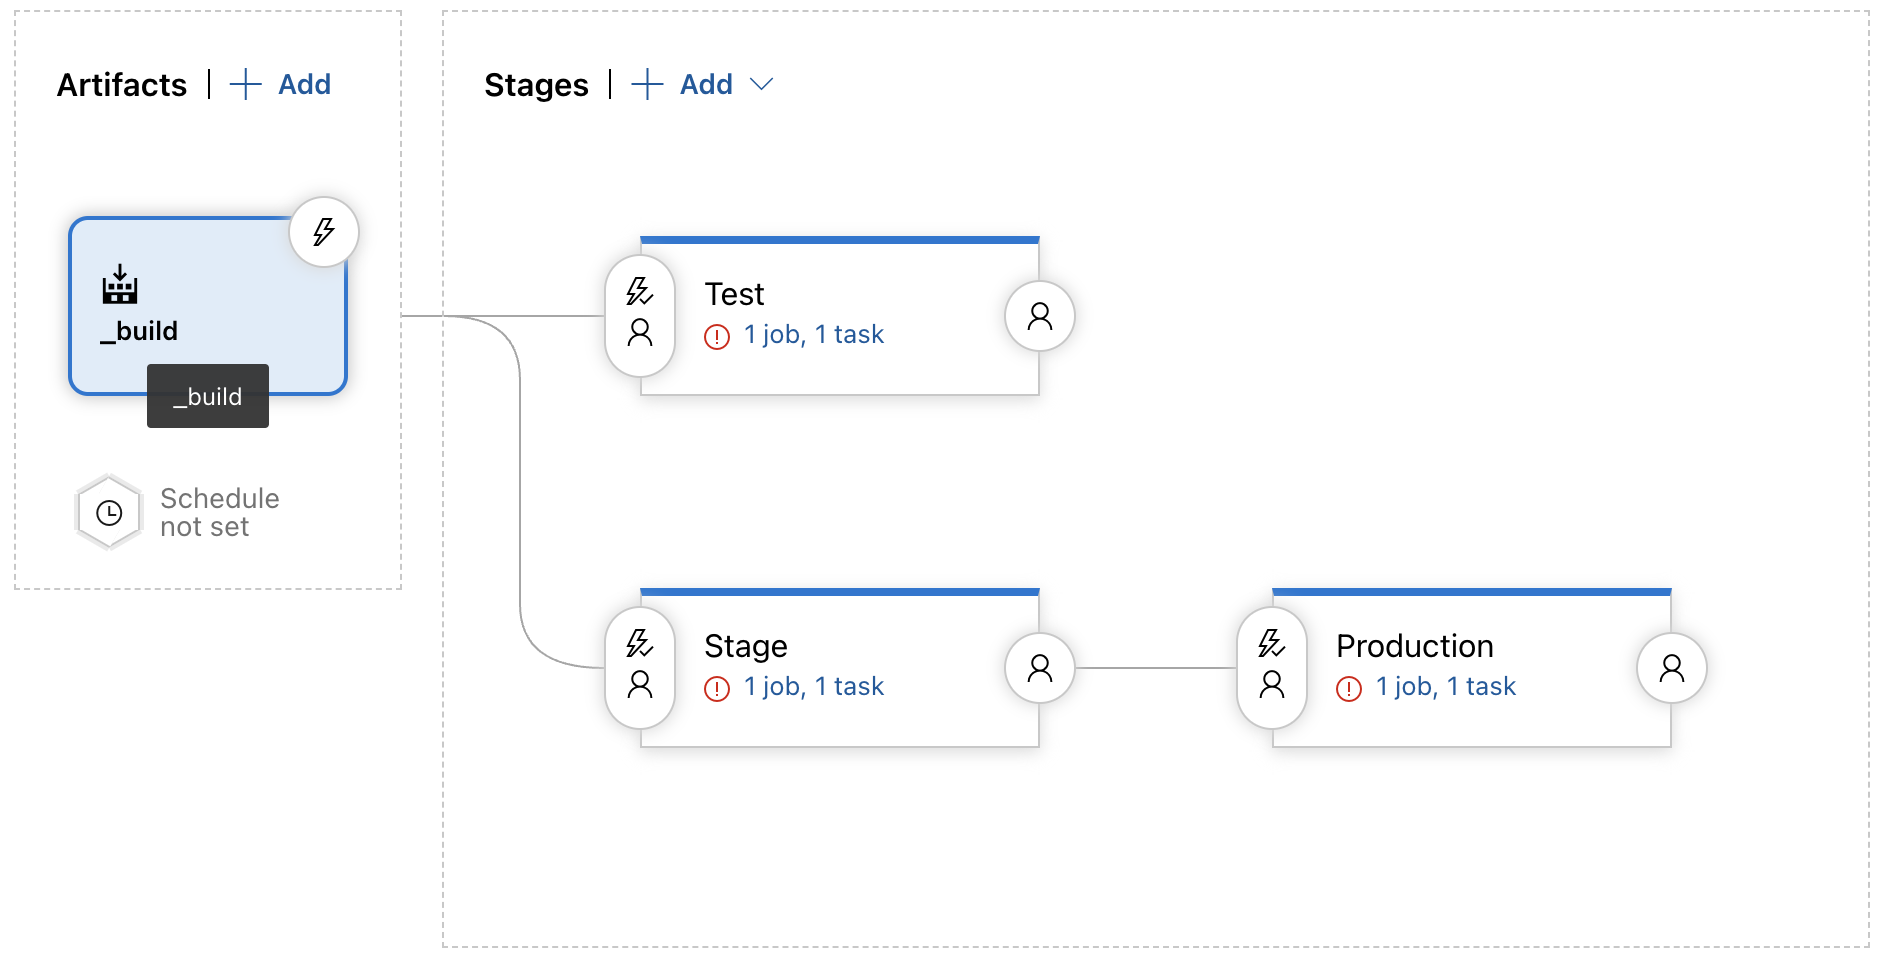 Artifacts | + Add
_build
_build
Schedule
not set
Stages | + Add
Test
1 job, 1 task
Stage
1 job, 1 task
Production
1 job, 1 task